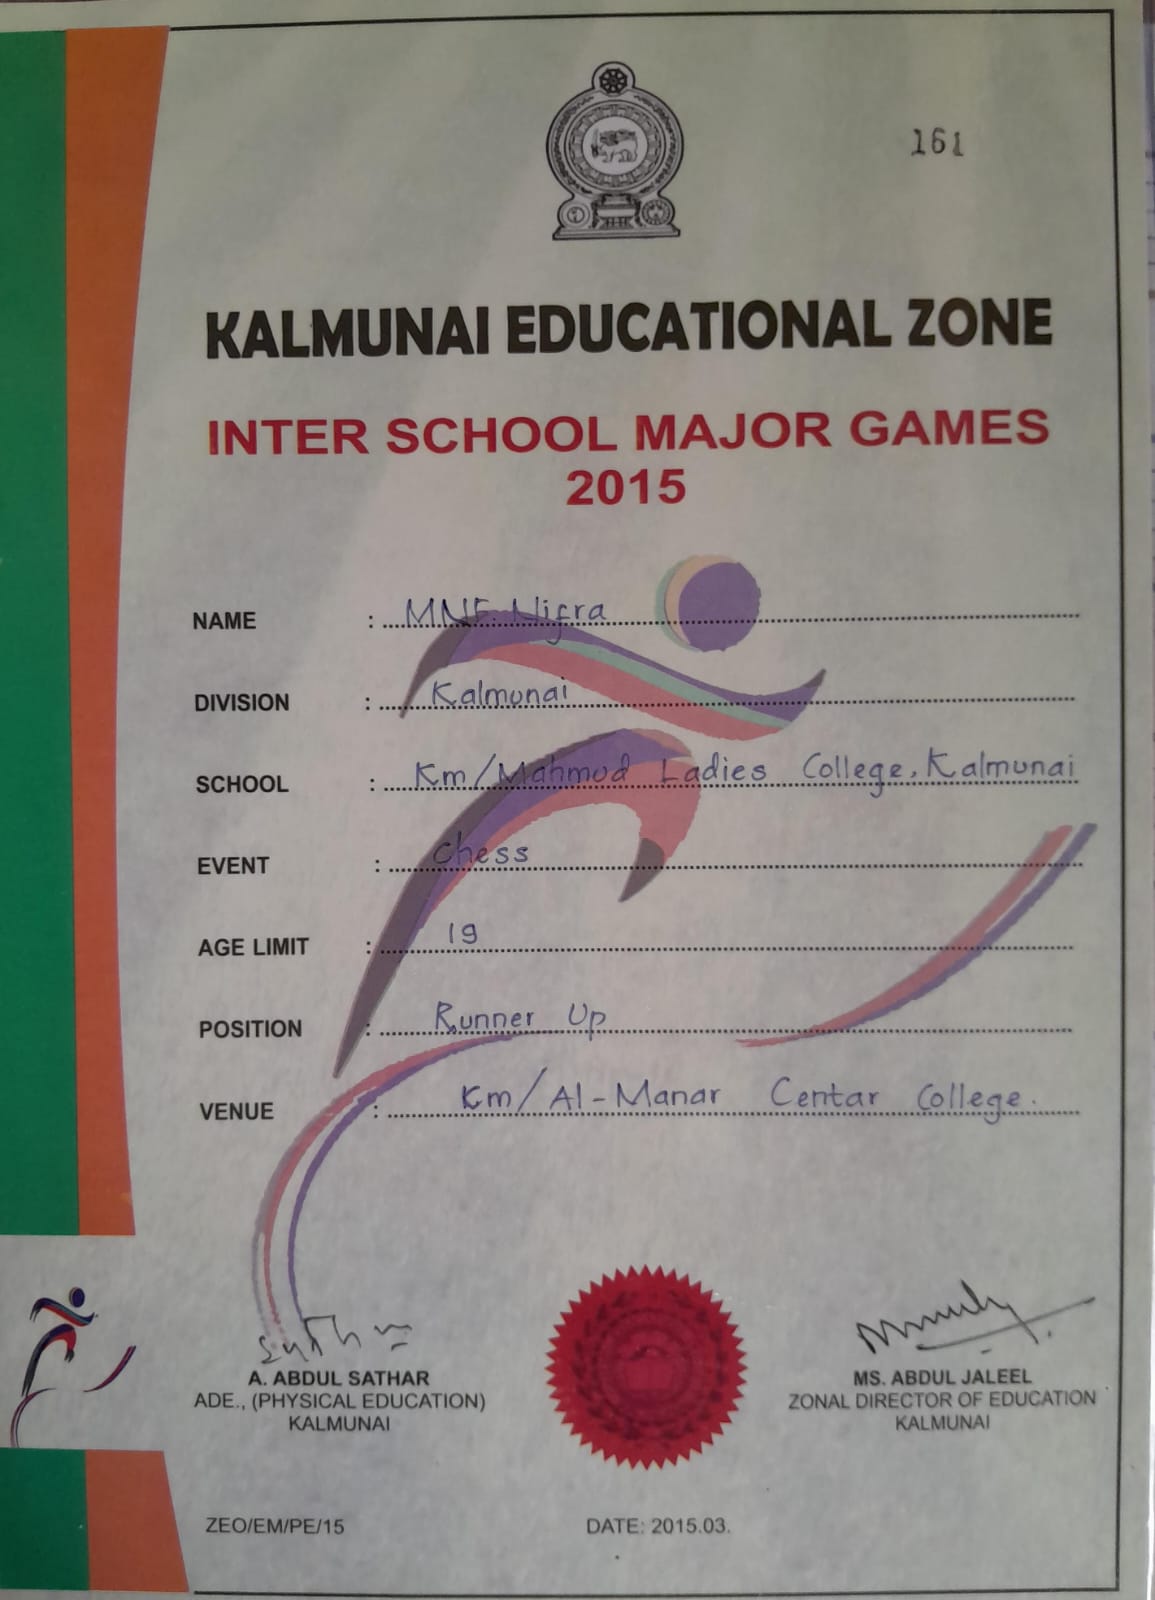 161
KALMUNAI EDUCATIONAL ZONE
INTER SCHOOL MAJOR GAMES
2015
NAME : MNF. Nifra
DIVISION : Kalmunai
SCHOOL : Km/Mahmud Ladies College, Kalmunai
EVENT : Chess
AGE LIMIT : 19
POSITION : Runner Up
VENUE : Km/Al-Manar Centar College.
A. ABDUL SATHAR
ADE., (PHYSICAL EDUCATION)
KALMUNAI
MS. ABDUL JALEEL
ZONAL DIRECTOR OF EDUCATION
KALMUNAI
ZEO/EM/PE/15
DATE: 2015.03.